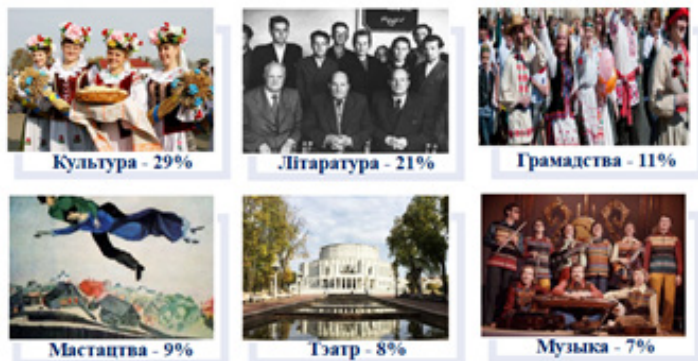 Культура - 29%
Літаратура - 21%
Грамадства - 11%
Мастацтва - 9%
Тэатр - 8%
Музыка - 7%